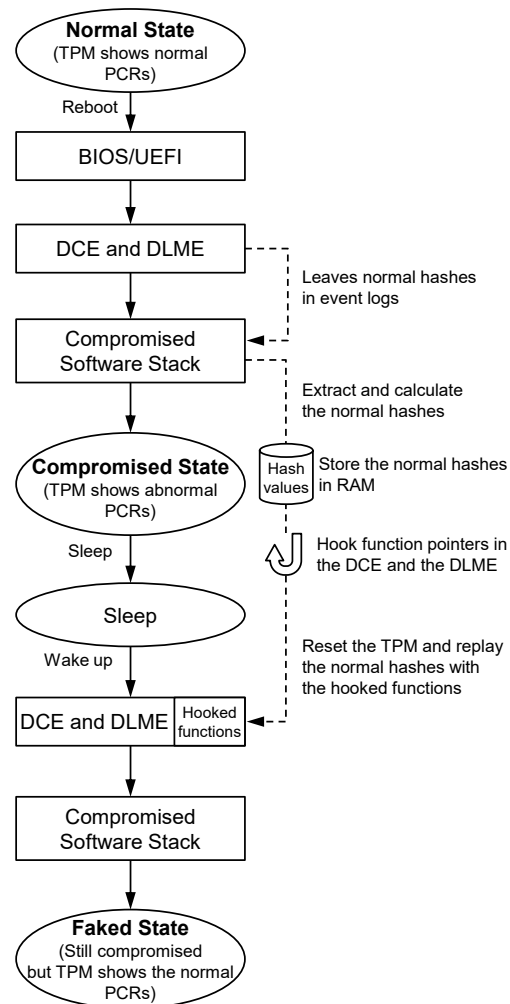 Normal State
(TPM shows normal
PCRs)
Reboot
BIOS/UEFI
DCE and DLME
Leaves normal hashes
in event logs
Compromised
Software Stack
Extract and calculate
the normal hashes
Hash
values
Store the normal hashes
in RAM
Compromised State
(TPM shows abnormal
PCRs)
Hook function pointers in
the DCE and the DLME
Sleep
Sleep
Wake up
Reset the TPM and replay
the normal hashes with
the hooked functions
DCE and DLME
Hooked
functions
Compromised
Software Stack
Faked State
(Still compromised
but TPM shows the normal
PCRs)